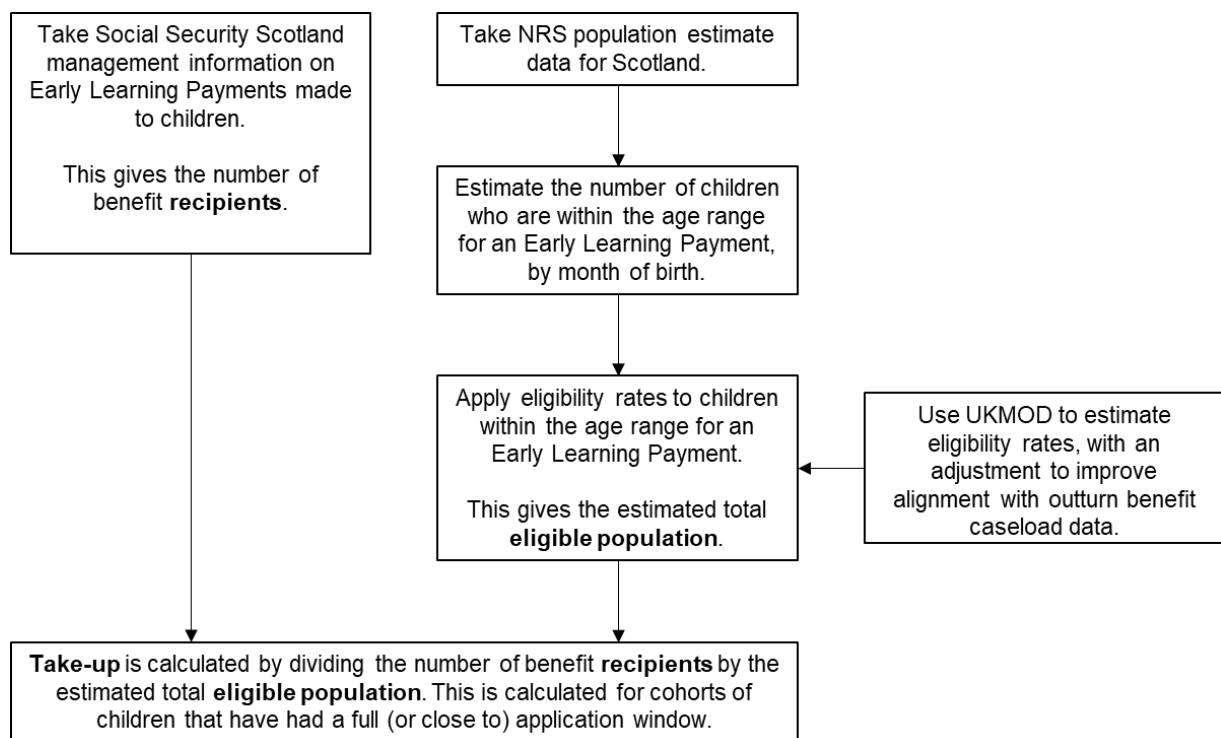 Take Social Security Scotland
management information on
Early Learning Payments made
to children.
This gives the number of
benefit recipients.
Take NRS population estimate
data for Scotland.
Estimate the number of children
who are within the age range
for an Early Learning Payment,
by month of birth.
Apply eligibility rates to children
within the age range for an
Early Learning Payment.
This gives the estimated total
eligible population.
Use UKMOD to estimate
eligibility rates, with an
adjustment to improve
alignment with outturn benefit
caseload data.
Take-up is calculated by dividing the number of benefit recipients by the
estimated total eligible population. This is calculated for cohorts of
children that have had a full (or close to) application window.